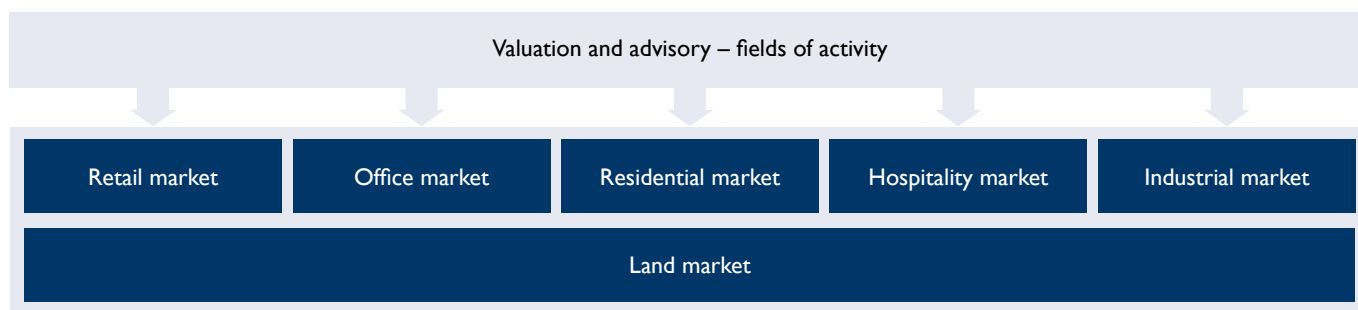 Valuation and advisory – fields of activity
Retail market
Office market
Residential market
Hospitality market
Industrial market
Land market